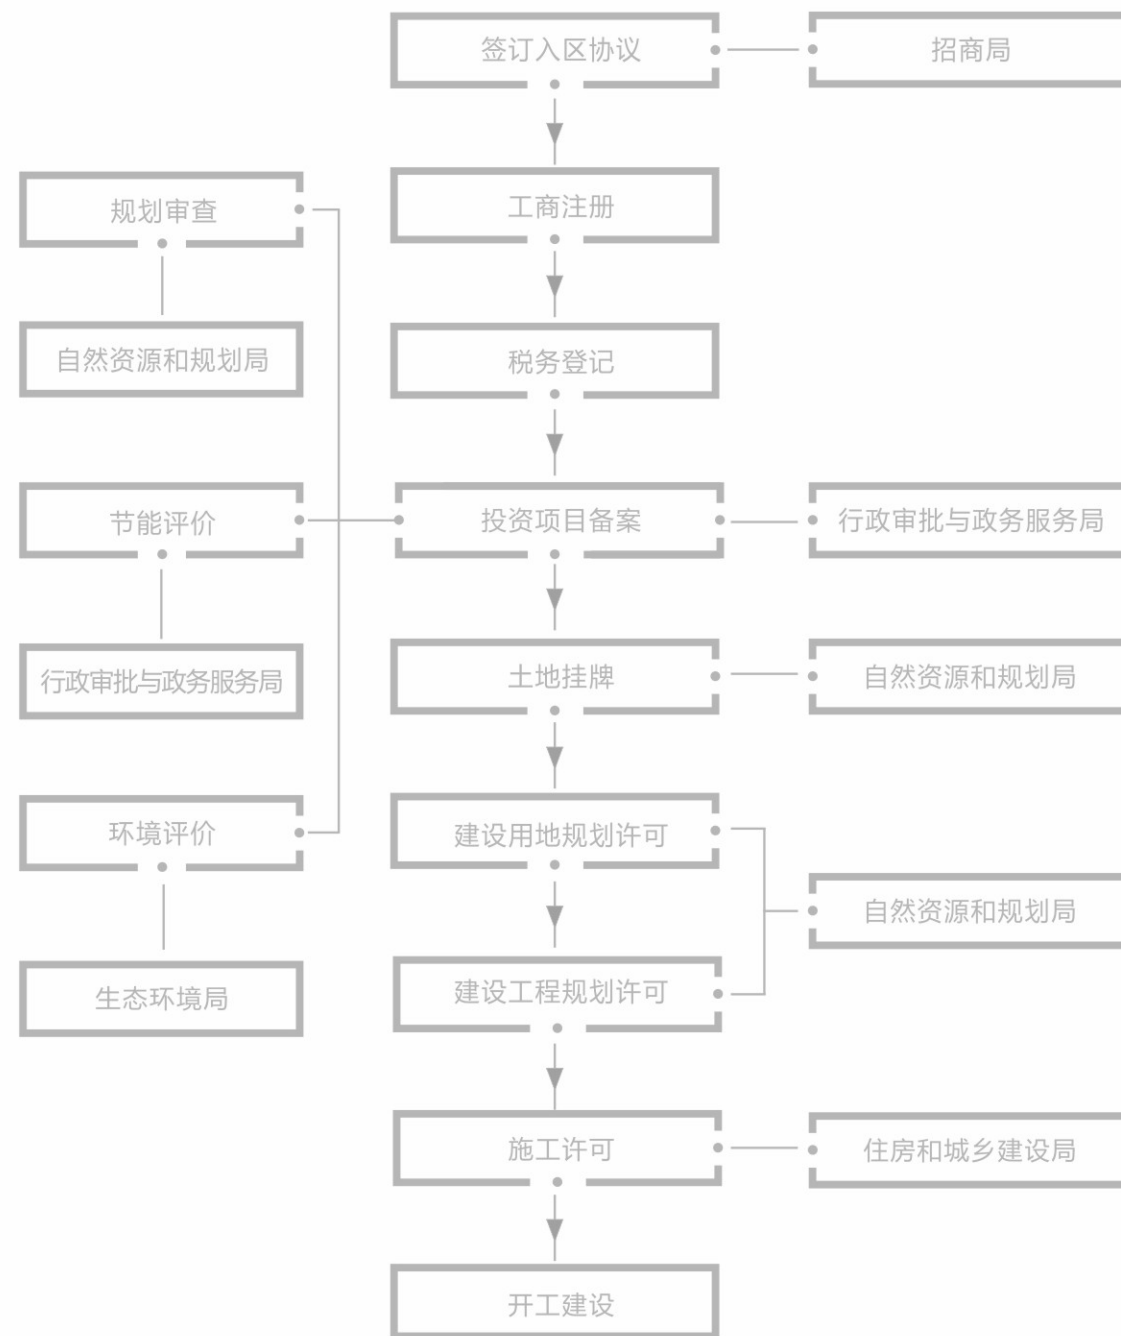 签订入区协议
招商局
工商注册
规划审查
自然资源和规划局
税务登记
节能评价
投资项目备案
行政审批与政务服务局
行政审批与政务服务局
土地挂牌
自然资源和规划局
环境评价
建设用地规划许可
自然资源和规划局
生态环境局
建设工程规划许可
施工许可
住房和城乡建设局
开工建设